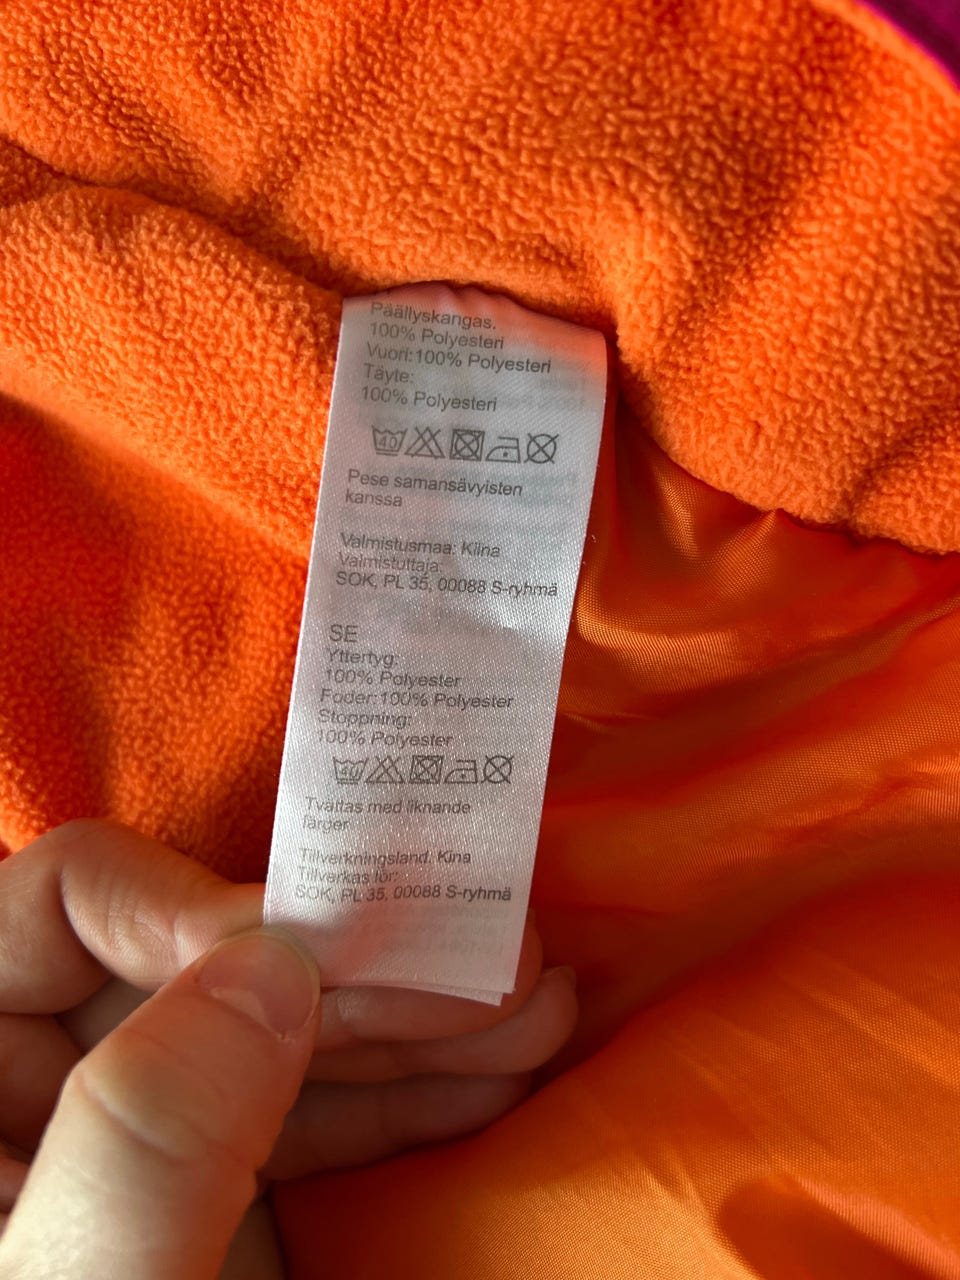 Päällyskangas:
100% Polyesteri
Vuori:100% Polyesteri
Täyte:
100% Polyesteri
40
Pese samansävyisten
kanssa
Valmistusmaa: Kiina
Valmistuttaja:
SOK, PL 35, 00088 S-ryhmä
SE
Yttertyg:
100% Polyester
Foder:100% Polyester
Stoppning:
100% Polyester
40
Tvättas med liknande
färger
Tillverkningsland: Kina
Tillverkas för:
SOK, PL 35, 00088 S-ryhmä